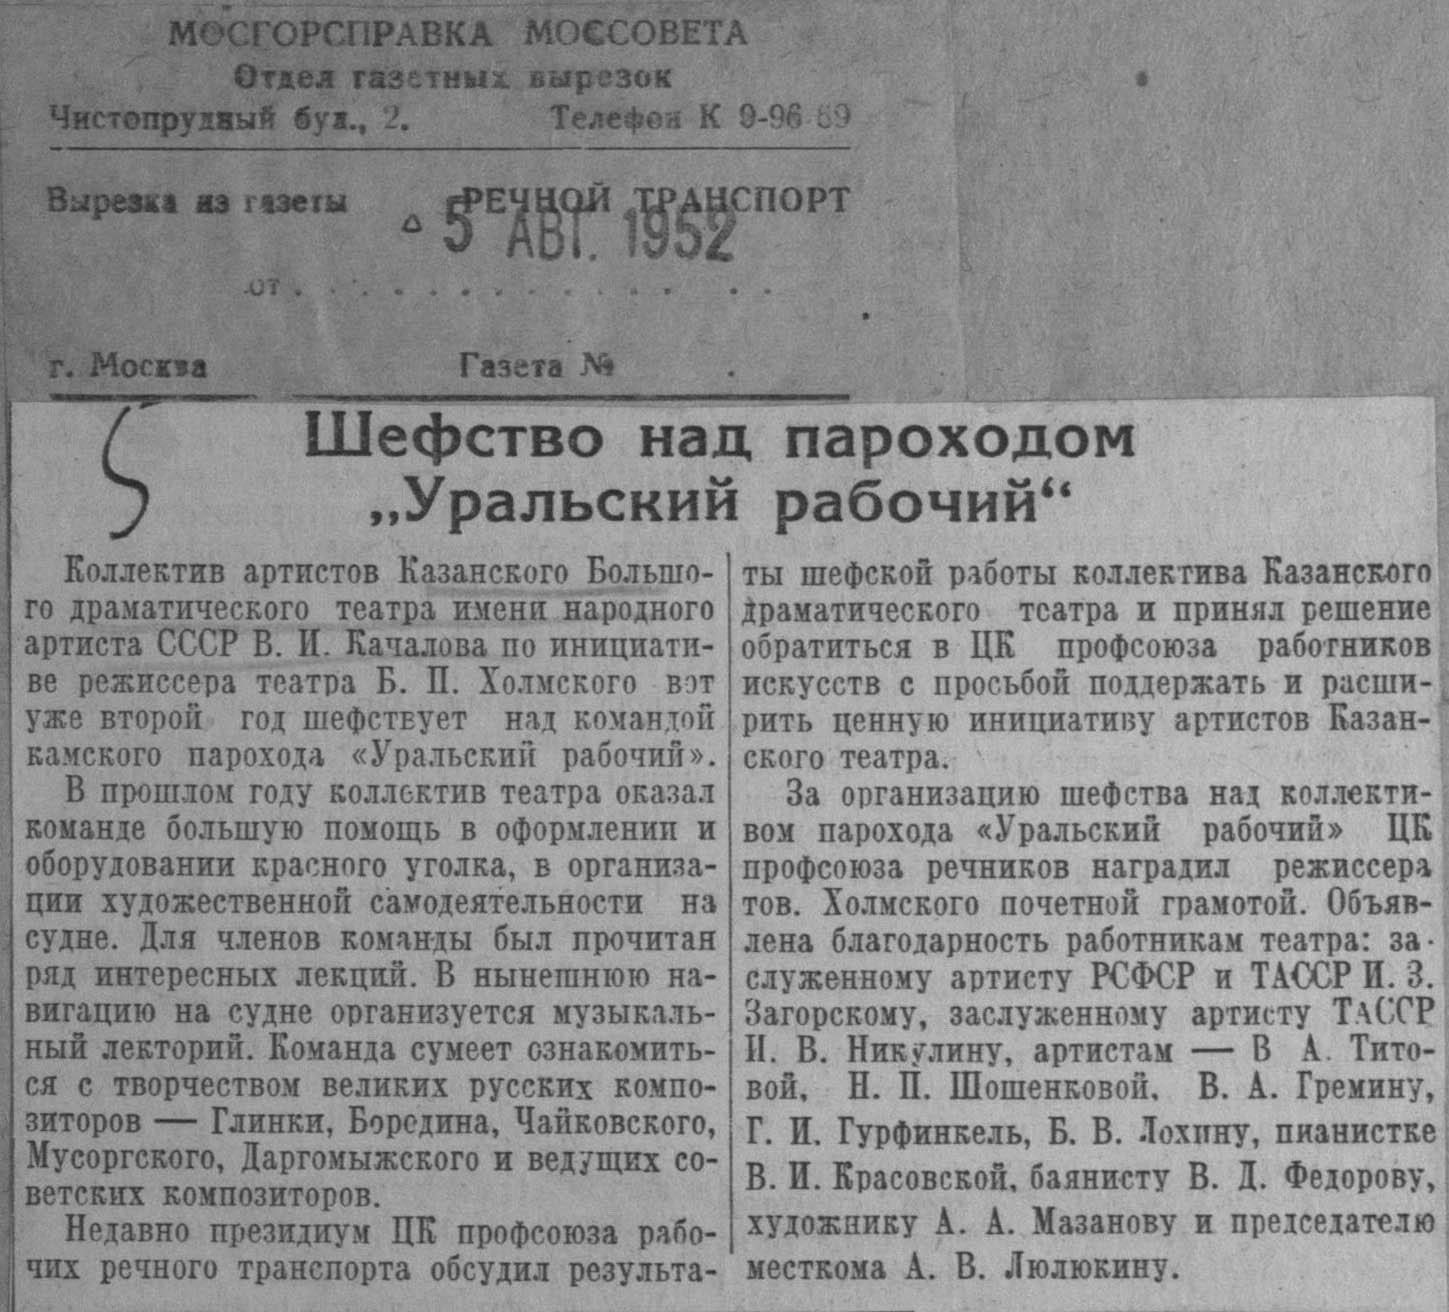 МОСГОРСПРАВКА МОССОВЕТА
Отдел газетных вырезок
Чистопрудный бул., 2. Телефон К 9-96-69
Вырезка из газеты РЕЧНОЙ ТРАНСПОРТ
5 АВГ. 1952
от . . . . . . . . . . . . . .
г. Москва Газета № .
5
Шефство над пароходом
„Уральский рабочий“
Коллектив артистов Казанского Большо-
го драматического театра имени народного
артиста СССР В. И. Качалова по инициати-
ве режиссера театра Б. П. Холмского вот
уже второй год шефствует над командой
камского парохода «Уральский рабочий».
В прошлом году коллектив театра оказал
команде большую помощь в оформлении и
оборудовании красного уголка, в организа-
ции художественной самодеятельности на
судне. Для членов команды был прочитан
ряд интересных лекций. В нынешнюю на-
вигацию на судне организуется музыкаль-
ный лекторий. Команда сумеет ознакомить-
ся с творчеством великих русских компо-
зиторов — Глинки, Бородина, Чайковского,
Мусоргского, Даргомыжского и ведущих со-
ветских композиторов.
Недавно президиум ЦК профсоюза рабо-
чих речного транспорта обсудил результа-
ты шефской работы коллектива Казанского
драматического театра и принял решение
обратиться в ЦК профсоюза работников
искусств с просьбой поддержать и расши-
рить ценную инициативу артистов Казан-
ского театра.
За организацию шефства над коллекти-
вом парохода «Уральский рабочий» ЦК
профсоюза речников наградил режиссера
тов. Холмского почетной грамотой. Объяв-
лена благодарность работникам театра: за-
служенному артисту РСФСР и ТАССР И. З.
Загорскому, заслуженному артисту ТАССР
Н. В. Никулину, артистам — В А. Тито-
вой, Н. П. Шошенковой, В. А. Гремину,
Г. И. Гурфинкель, Б. В. Лохину, пианистке
В. И. Красовской, баянисту В. Д. Федорову,
художнику А. А. Мазанову и председателю
месткома А. В. Люлюкину.